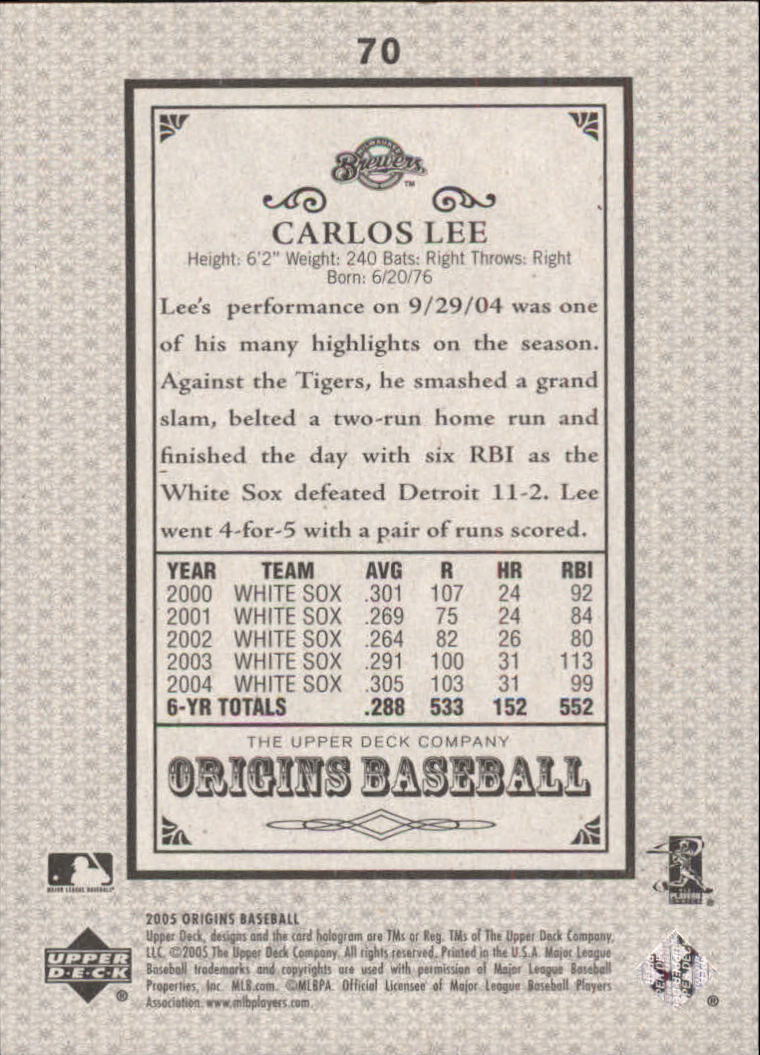 70
MILWAUKEE
Brewers
TM
CARLOS LEE
Height: 6'2" Weight: 240 Bats: Right Throws: Right
Born: 6/20/76
Lee's performance on 9/29/04 was one
of his many highlights on the season.
Against the Tigers, he smashed a grand
slam, belted a two-run home run and
finished the day with six RBI as the
White Sox defeated Detroit 11-2. Lee
went 4-for-5 with a pair of runs scored.
YEAR TEAM AVG R HR RBI
2000 WHITE SOX .301 107 24 92
2001 WHITE SOX .269 75 24 84
2002 WHITE SOX .264 82 26 80
2003 WHITE SOX .291 100 31 113
2004 WHITE SOX .305 103 31 99
6-YR TOTALS .288 533 152 552
THE UPPER DECK COMPANY
ORIGINS BASEBALL
MAJOR LEAGUE BASEBALL
PLAYERS
®
2005 ORIGINS BASEBALL
Upper Deck, designs and the card hologram are TMs or Reg. TMs of The Upper Deck Company,
LLC. ©2005 The Upper Deck Company. All rights reserved. Printed in the U.S.A. Major League
Baseball trademarks and copyrights are used with permission of Major League Baseball
Properties, Inc. MLB.com. ©MLBPA. Official Licensee of Major League Baseball Players
Association. www.mlbplayers.com.
UPPER
DECK
®
®